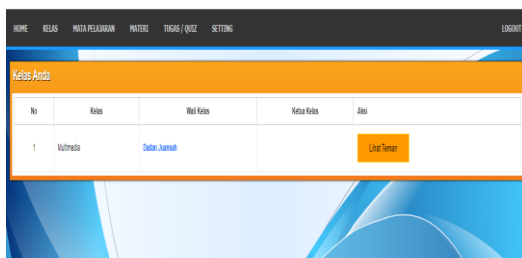 HOME KELAS MATA PELAJARAN MATERI TUGAS / QUIZ SETTING LOGOUT
Kelas Anda
No Kelas Wali Kelas Ketua Kelas Aksi
1 Multimedia Dadan Juansah Lihat Teman